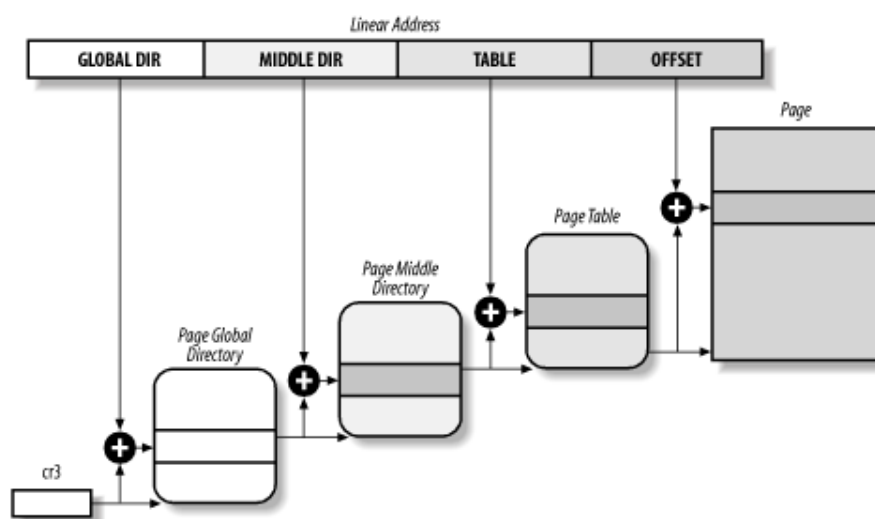 Linear Address
GLOBAL DIR
MIDDLE DIR
TABLE
OFFSET
Page
Page Table
Page Middle
Directory
Page Global
Directory
cr3